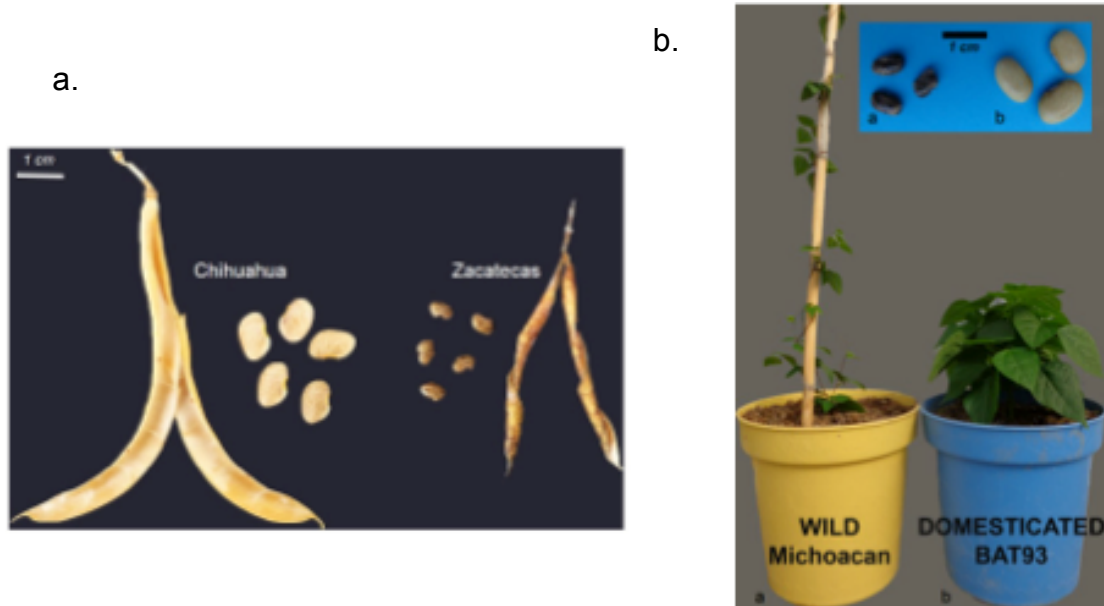 a.
1 cm
Chihuahua
Zacatecas
b.
1 cm
a
b
WILD
Michoacan
DOMESTICATED
BAT93
a
b